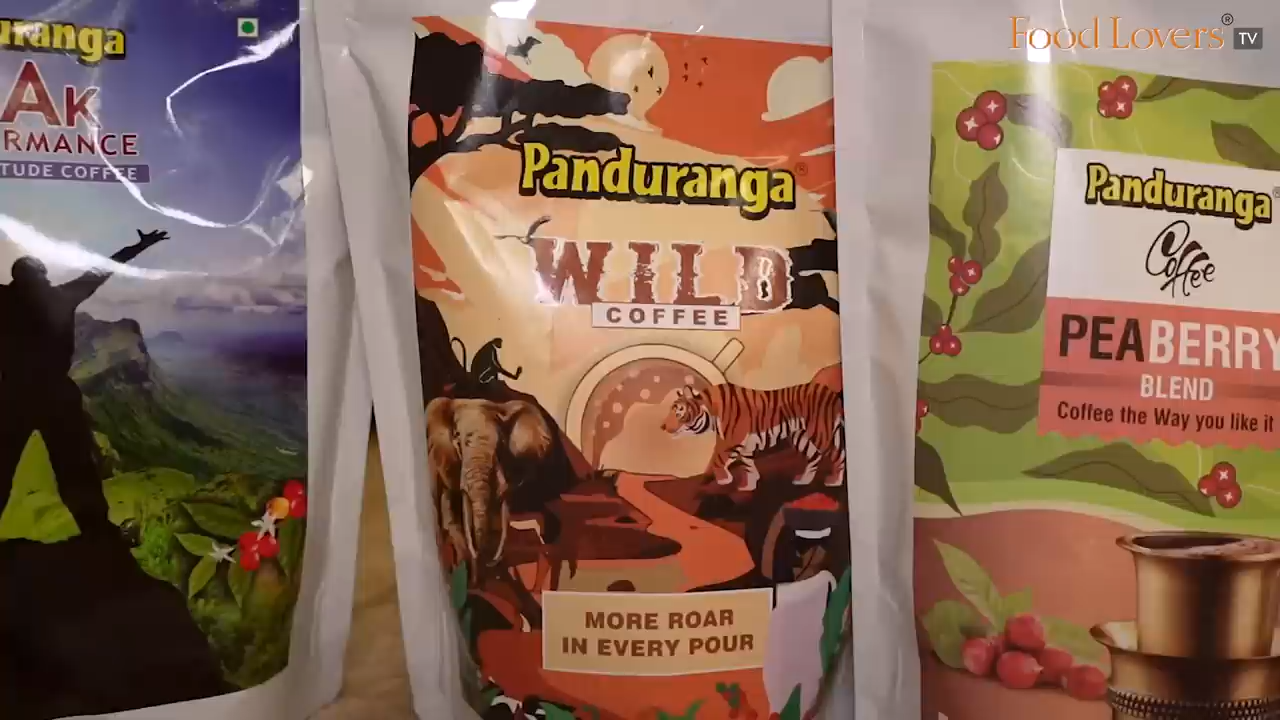 Food Lovers® TV
uranga
AK
RMANCE
TUDE COFFEE
Panduranga®
WILD
COFFEE
MORE ROAR
IN EVERY POUR
Panduranga
Coffee
PEABERRY
BLEND
Coffee the Way you like it